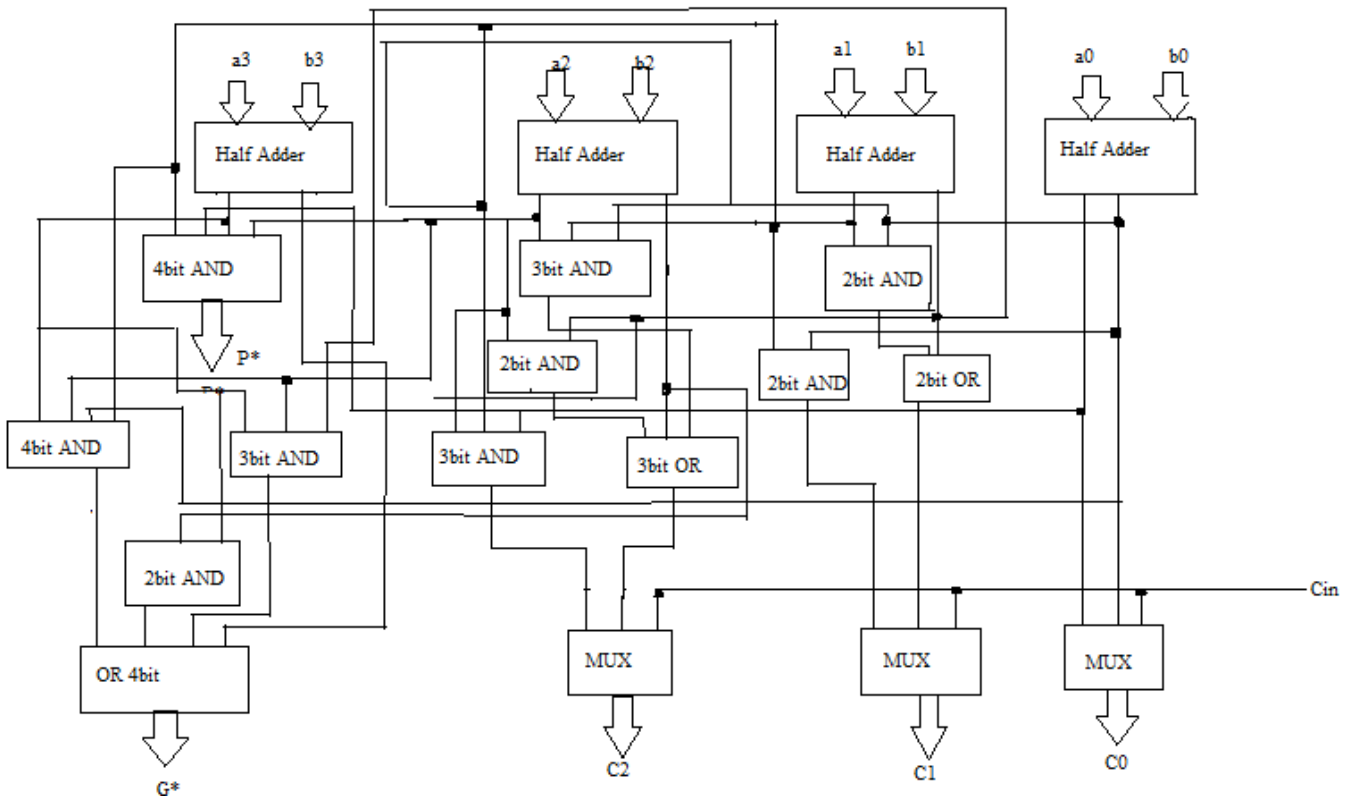 a3 b3 a2 b2 a1 b1 a0 b0
Half Adder Half Adder Half Adder Half Adder
4bit AND 3bit AND 2bit AND
P*
P*
2bit AND 2bit AND 2bit OR
4bit AND 3bit AND 3bit AND 3bit OR
2bit AND
Cin
OR 4bit MUX MUX MUX
G* C2 C1 C0